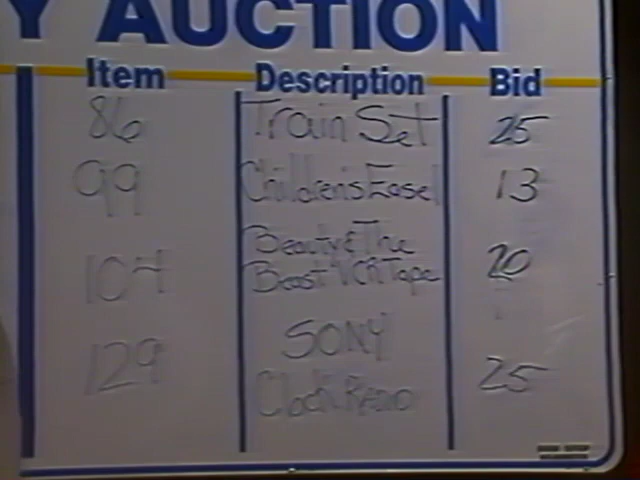 Y AUCTION
Item Description Bid
86 Train Set 25
99 Children's Easel 13
104 Beauty & The Beast VCR Tape 20
129 SONY Clock Radio 25